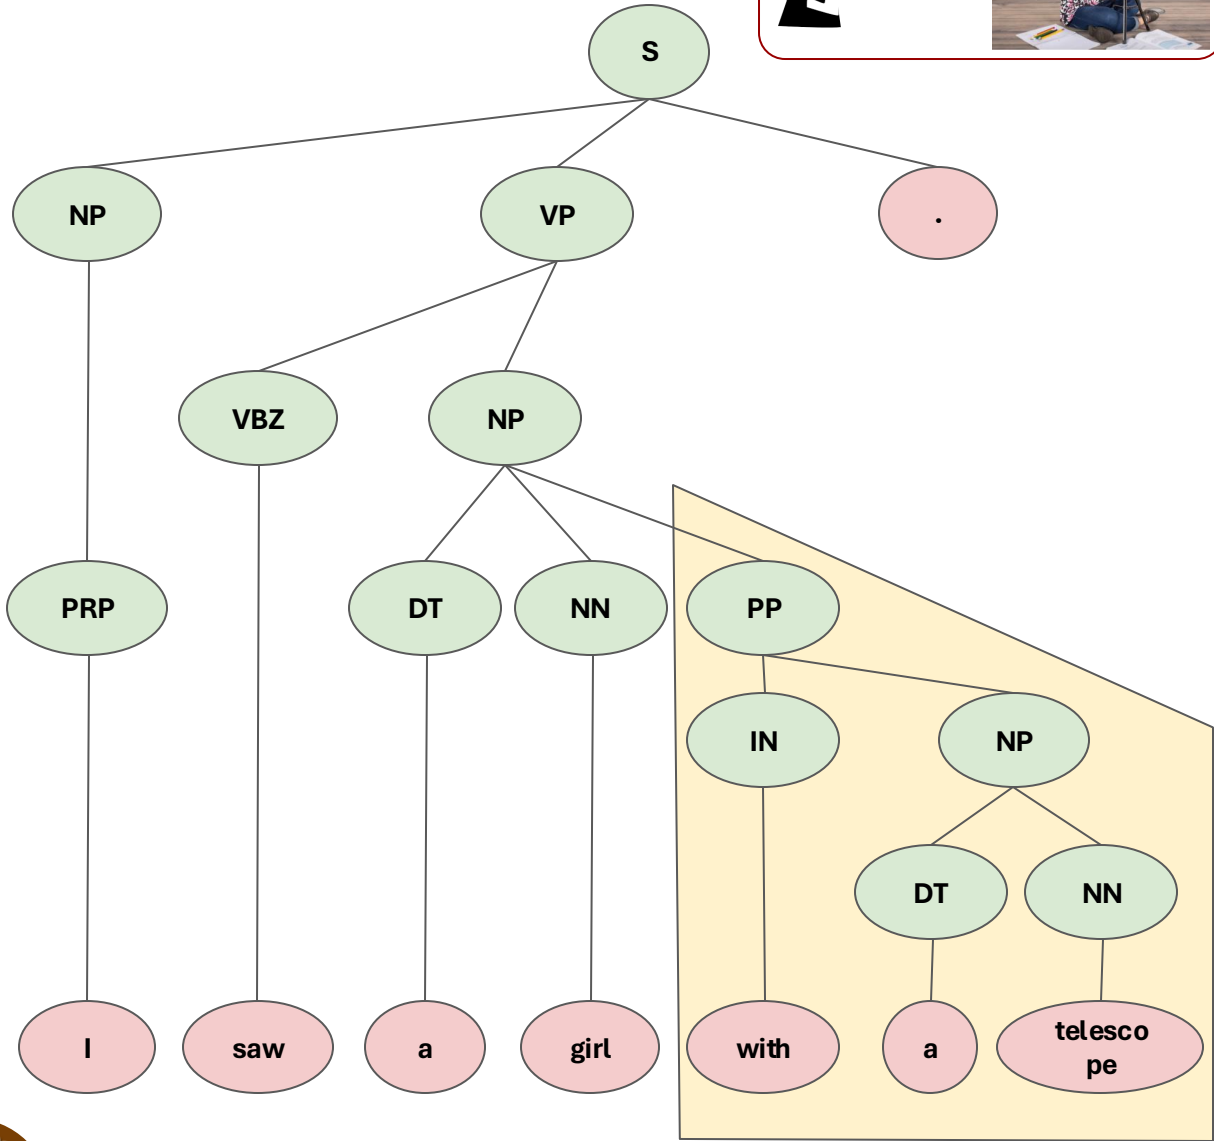 S
NP
VP
.
VBZ
NP
PRP
DT
NN
PP
IN
NP
DT
NN
I
saw
a
girl
with
a
telesco
pe